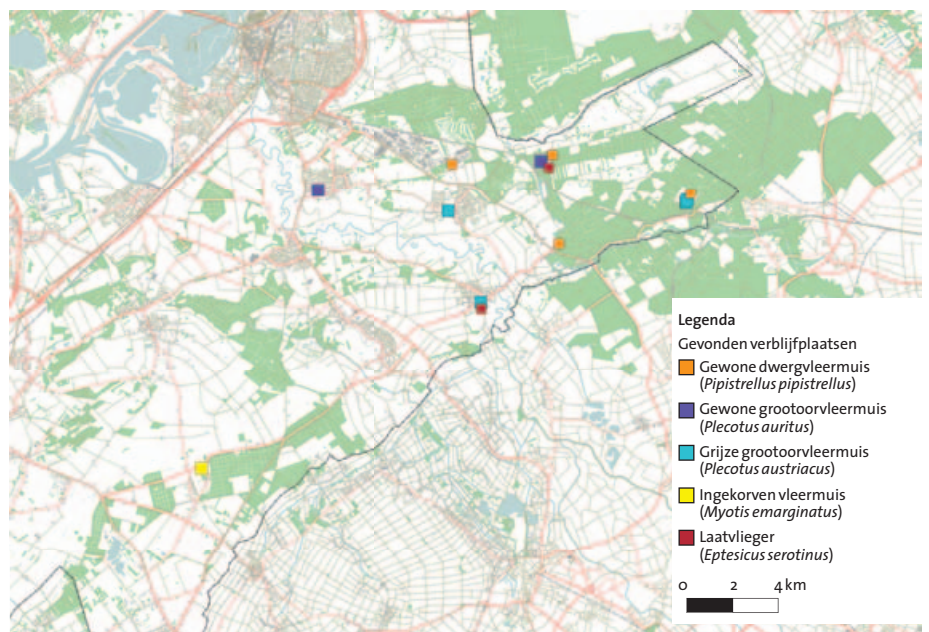 Legenda
Gevonden verblijfplaatsen
Gewone dwergvleermuis
(Pipistrellus pipistrellus)
Gewone grootoorvleermuis
(Plecotus auritus)
Grijze grootoorvleermuis
(Plecotus austriacus)
Ingekorven vleermuis
(Myotis emarginatus)
Laatvlieger
(Eptesicus serotinus)
0 2 4 km